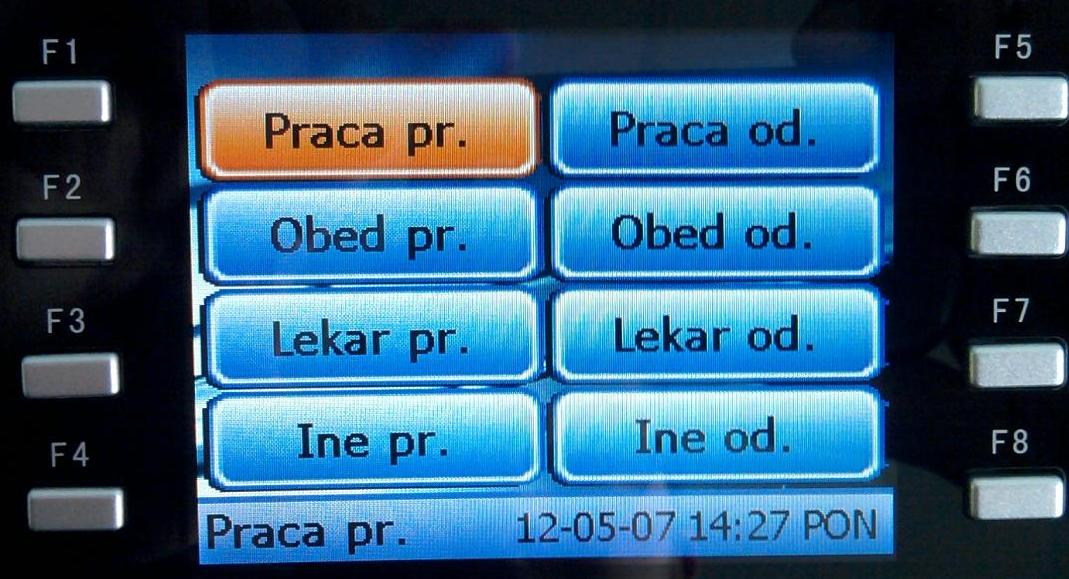 F1 Praca pr. Praca od. F5
F2 Obed pr. Obed od. F6
F3 Lekar pr. Lekar od. F7
F4 Ine pr. Ine od. F8
Praca pr. 12-05-07 14:27 PON